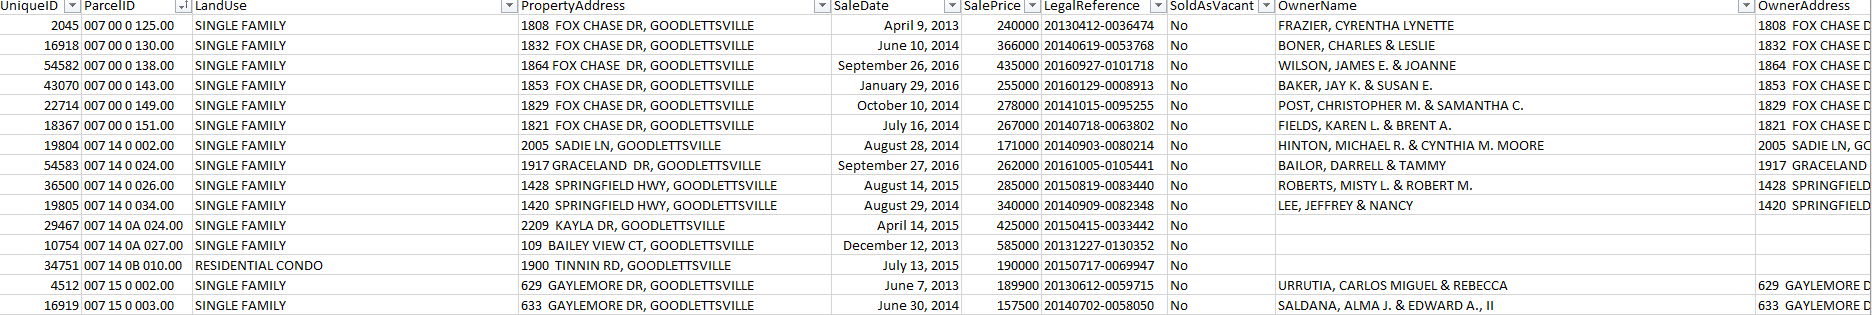 UniqueID ParcelID LandUse PropertyAddress SaleDate SalePrice LegalReference SoldAsVacant OwnerName OwnerAddress
2045 007 00 0 125.00 SINGLE FAMILY 1808  FOX CHASE DR, GOODLETTSVILLE April 9, 2013 240000 20130412-0036474 No FRAZIER, CYRENTHA LYNETTE 1808  FOX CHASE D
16918 007 00 0 130.00 SINGLE FAMILY 1832  FOX CHASE DR, GOODLETTSVILLE June 10, 2014 366000 20140619-0053768 No BONER, CHARLES & LESLIE 1832  FOX CHASE D
54582 007 00 0 138.00 SINGLE FAMILY 1864 FOX CHASE  DR, GOODLETTSVILLE September 26, 2016 435000 20160927-0101718 No WILSON, JAMES E. & JOANNE 1864  FOX CHASE D
43070 007 00 0 143.00 SINGLE FAMILY 1853  FOX CHASE DR, GOODLETTSVILLE January 29, 2016 255000 20160129-0008913 No BAKER, JAY K. & SUSAN E. 1853  FOX CHASE D
22714 007 00 0 149.00 SINGLE FAMILY 1829  FOX CHASE DR, GOODLETTSVILLE October 10, 2014 278000 20141015-0095255 No POST, CHRISTOPHER M. & SAMANTHA C. 1829  FOX CHASE D
18367 007 00 0 151.00 SINGLE FAMILY 1821  FOX CHASE DR, GOODLETTSVILLE July 16, 2014 267000 20140718-0063802 No FIELDS, KAREN L. & BRENT A. 1821  FOX CHASE D
19804 007 14 0 002.00 SINGLE FAMILY 2005  SADIE LN, GOODLETTSVILLE August 28, 2014 171000 20140903-0080214 No HINTON, MICHAEL R. & CYNTHIA M. MOORE 2005  SADIE LN, GO
54583 007 14 0 024.00 SINGLE FAMILY 1917 GRACELAND  DR, GOODLETTSVILLE September 27, 2016 262000 20161005-0105441 No BAILOR, DARRELL & TAMMY 1917  GRACELAND
36500 007 14 0 026.00 SINGLE FAMILY 1428  SPRINGFIELD HWY, GOODLETTSVILLE August 14, 2015 285000 20150819-0083440 No ROBERTS, MISTY L. & ROBERT M. 1428  SPRINGFIELD
19805 007 14 0 034.00 SINGLE FAMILY 1420  SPRINGFIELD HWY, GOODLETTSVILLE August 29, 2014 340000 20140909-0082348 No LEE, JEFFREY & NANCY 1420  SPRINGFIELD
29467 007 14 0A 024.00 SINGLE FAMILY 2209  KAYLA DR, GOODLETTSVILLE April 14, 2015 425000 20150415-0033442 No
10754 007 14 0A 027.00 SINGLE FAMILY 109  BAILEY VIEW CT, GOODLETTSVILLE December 12, 2013 585000 20131227-0130352 No
34751 007 14 0B 010.00 RESIDENTIAL CONDO 1900  TINNIN RD, GOODLETTSVILLE July 13, 2015 190000 20150717-0069947 No
4512 007 15 0 002.00 SINGLE FAMILY 629  GAYLEMORE DR, GOODLETTSVILLE June 7, 2013 189900 20130612-0059715 No URRUTIA, CARLOS MIGUEL & REBECCA 629  GAYLEMORE D
16919 007 15 0 003.00 SINGLE FAMILY 633  GAYLEMORE DR, GOODLETTSVILLE June 30, 2014 157500 20140702-0058050 No SALDANA, ALMA J. & EDWARD A., II 633  GAYLEMORE D